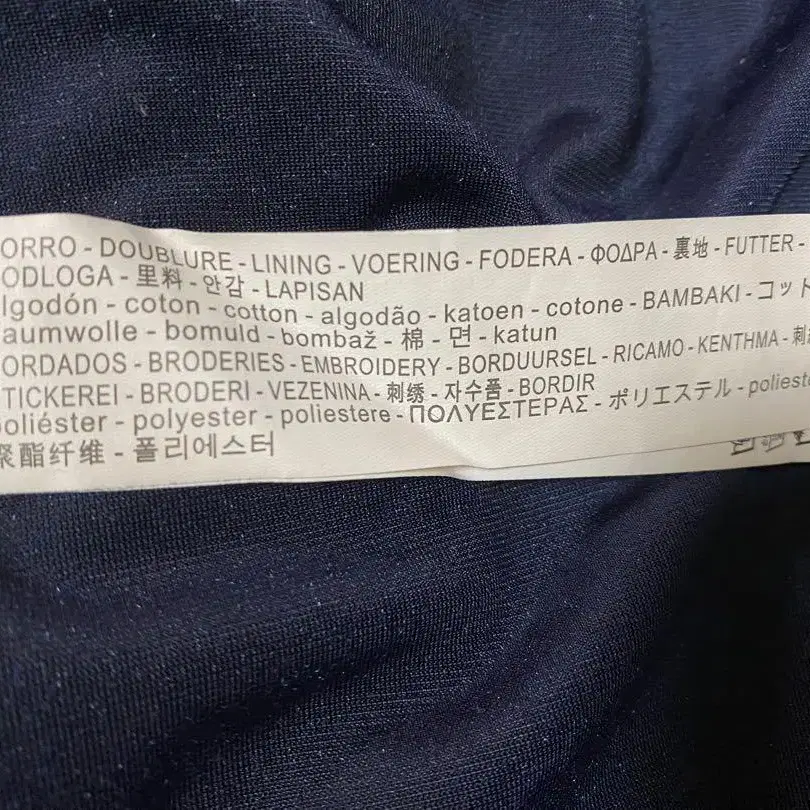 ORRO - DOUBLURE - LINING - VOERING - FODERA - ΦΟΔΡΑ - 裏地 - FUTTER -
ODLOGA - 里料 - 안감 - LAPISAN
lgodón - coton - cotton - algodão - katoen - cotone - BAMBAKI - コット
aumwolle - bomuld - bombaž - 棉 - 면 - katun
ORDADOS - BRODERIES - EMBROIDERY - BORDUURSEL - RICAMO - KENTHMA - 刺
TICKEREI - BRODERI - VEZENINA - 刺绣 - 자수품 - BORDIR
oliéster - polyester - poliestere - ΠΟΛΥΕΣΤΕΡΑΣ - ポリエステル - polieste
聚酯纤维 - 폴리에스터